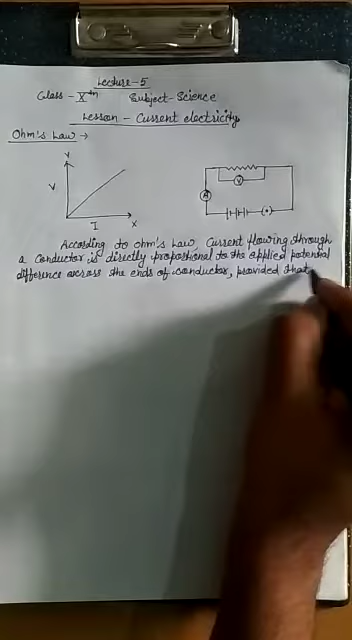 Lecture-5
Class - Xth Subject-Science
Lesson - Current electricity
Ohm's Law →
Y
V
I
X
V
A
According to ohm's Law, Current flowing through
a Conductor is directly proportional to the applied potential
difference across the ends of conductor, provided that